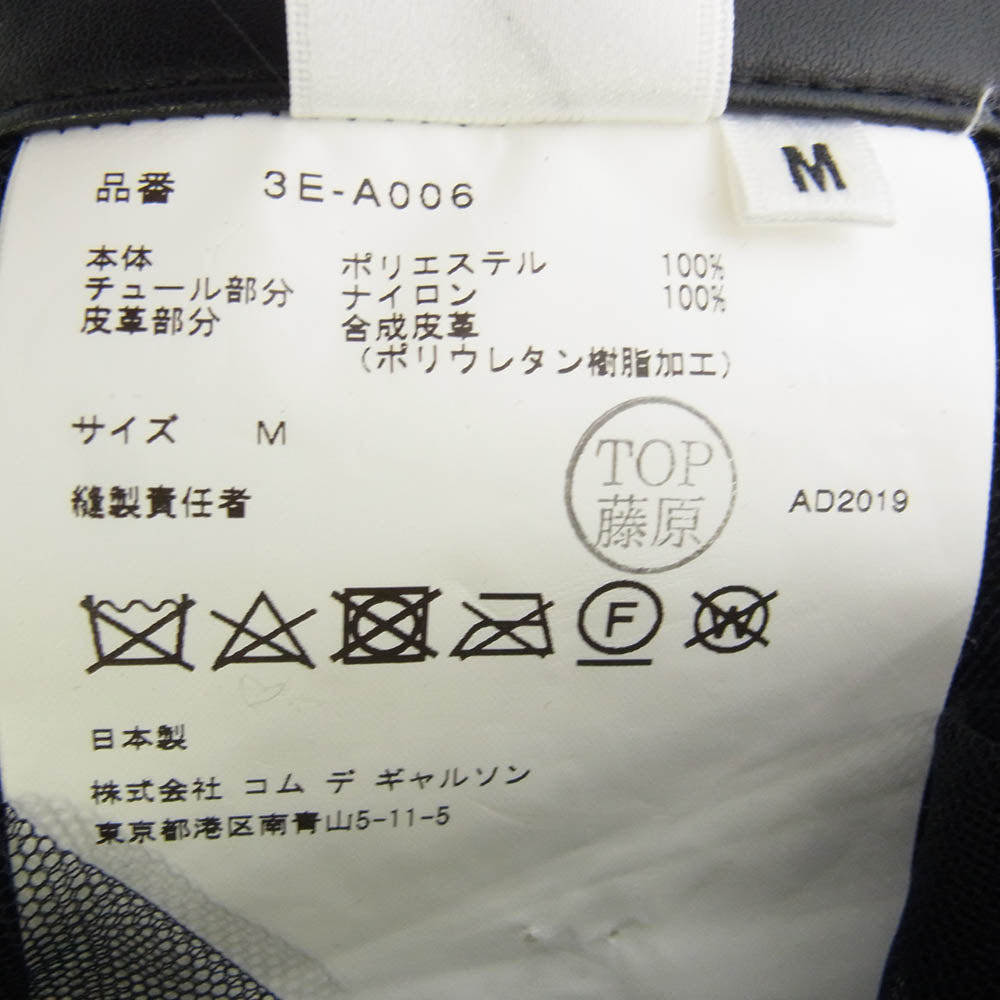 M
品番 3E-A006
本体 ポリエステル 100%
チュール部分 ナイロン 100%
皮革部分 合成皮革
(ポリウレタン樹脂加工)
サイズ M
TOP
藤原
縫製責任者
AD2019
F
W
日本製
株式会社 コム デ ギャルソン
東京都港区南青山5-11-5